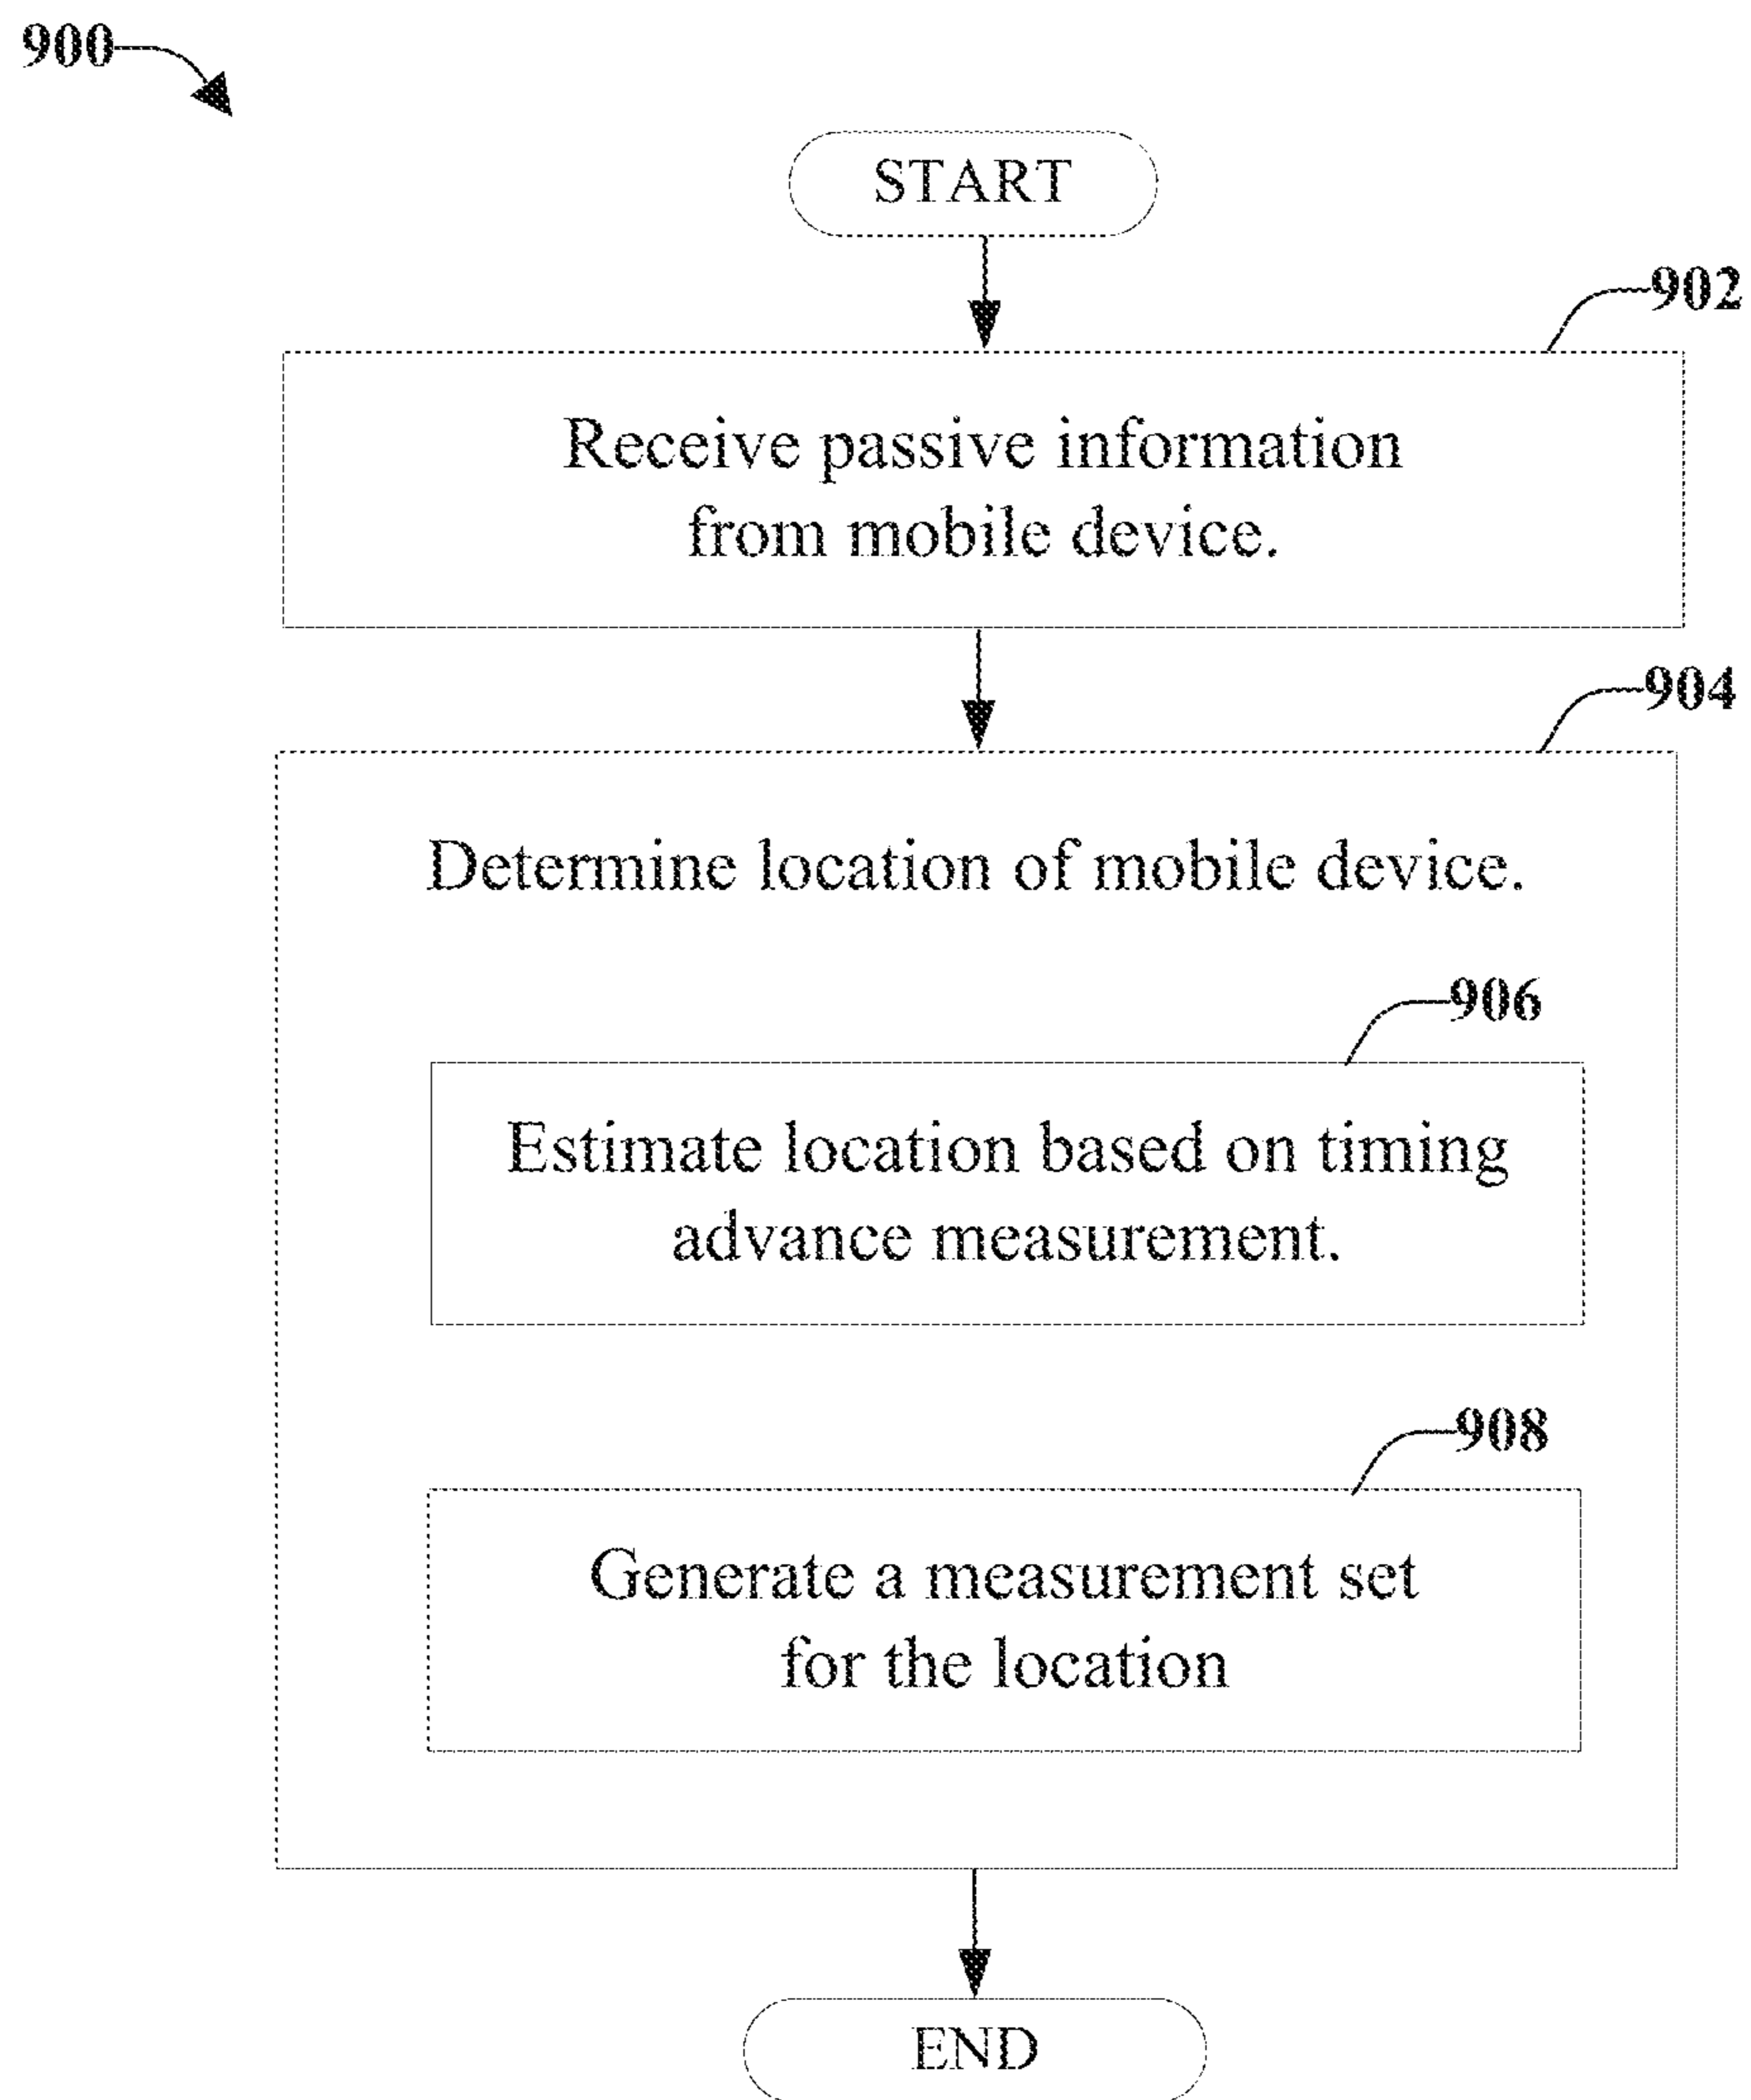 900
START
902
Receive passive information
from mobile device.
904
Determine location of mobile device.
906
Estimate location based on timing
advance measurement.
908
Generate a measurement set
for the location
END